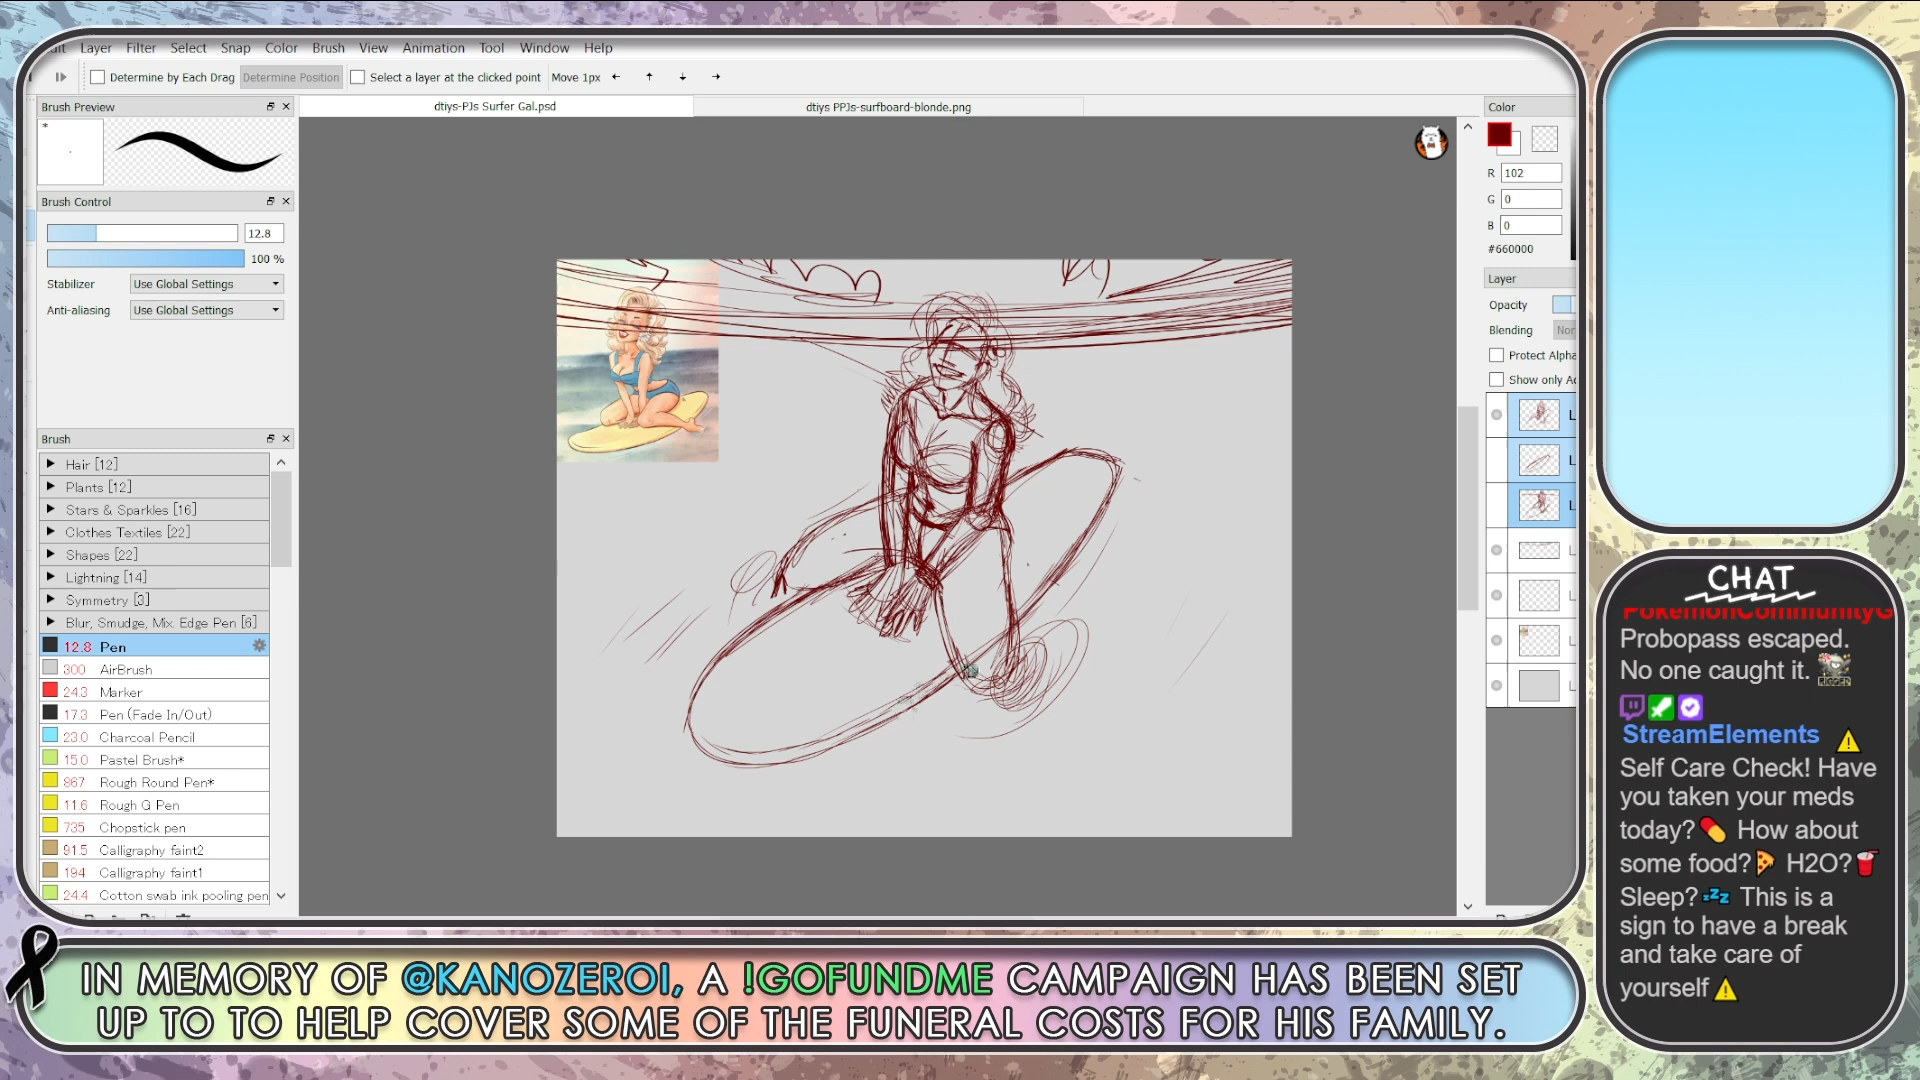 Layer Filter Select Snap Color Brush View Animation Tool Window Help
Determine by Each Drag Determine Position Select a layer at the clicked point Move 1px
Brush Preview
dtiys-PJs Surfer Gal.psd
dtiys PPJs-surfboard-blonde.png
Color
*
R 102
G 0
B 0
#660000
Brush Control
12.8
100 %
Stabilizer Use Global Settings
Anti-aliasing Use Global Settings
Layer
Opacity
Blending Nor
Protect Alpha
Show only
Brush
Hair [12]
Plants [12]
Stars & Sparkles [16]
Clothes Textiles [22]
Shapes [22]
Lightning [14]
Symmetry [3]
Blur, Smudge, Mix. Edge Pen [6]
12.8 Pen
300 AirBrush
24.3 Marker
17.3 Pen (Fade In/Out)
23.0 Charcoal Pencil
15.0 Pastel Brush*
867 Rough Round Pen*
11.6 Rough G Pen
735 Chopstick pen
91.5 Calligraphy faint2
194 Calligraphy faint1
24.4 Cotton swab ink pooling pen
CHAT
PokemonCommunityG
Probopass escaped.
No one caught it.
StreamElements
Self Care Check! Have
you taken your meds
today? How about
some food? H2O?
Sleep? This is a
sign to have a break
and take care of
yourself
IN MEMORY OF @KANOZEROI, A !GOFUNDME CAMPAIGN HAS BEEN SET
UP TO TO HELP COVER SOME OF THE FUNERAL COSTS FOR HIS FAMILY.